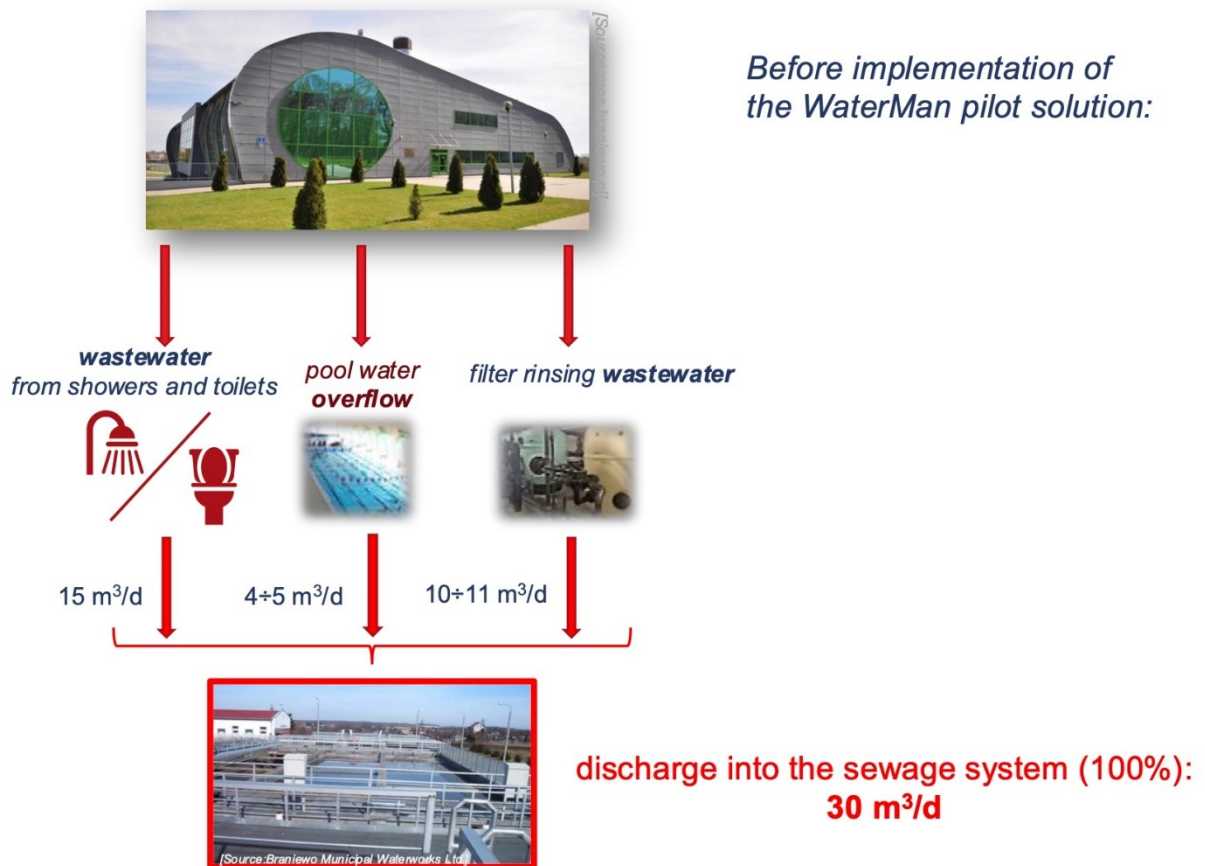 [Source:
Before implementation of
the WaterMan pilot solution:
wastewater
from showers and toilets
pool water
overflow
filter rinsing wastewater
15 m³/d
4÷5 m³/d
10÷11 m³/d
[Source:Braniewo Municipal Waterworks Ltd.]
discharge into the sewage system (100%):
30 m³/d